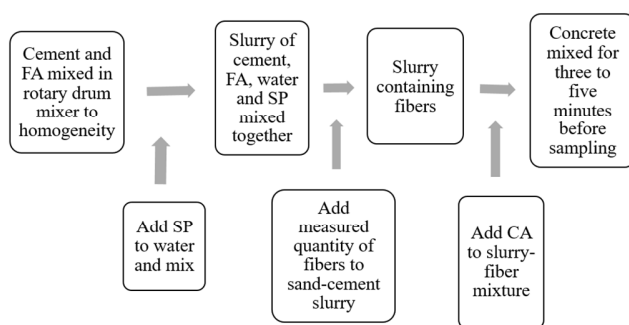 Cement and
FA mixed in
rotary drum
mixer to
homogeneity
Slurry of
cement,
FA, water
and SP
mixed
together
Slurry
containing
fibers
Concrete
mixed for
three to
five
minutes
before
sampling
Add SP
to water
and mix
Add
measured
quantity of
fibers to
sand-cement
slurry
Add CA
to slurry-
fiber
mixture